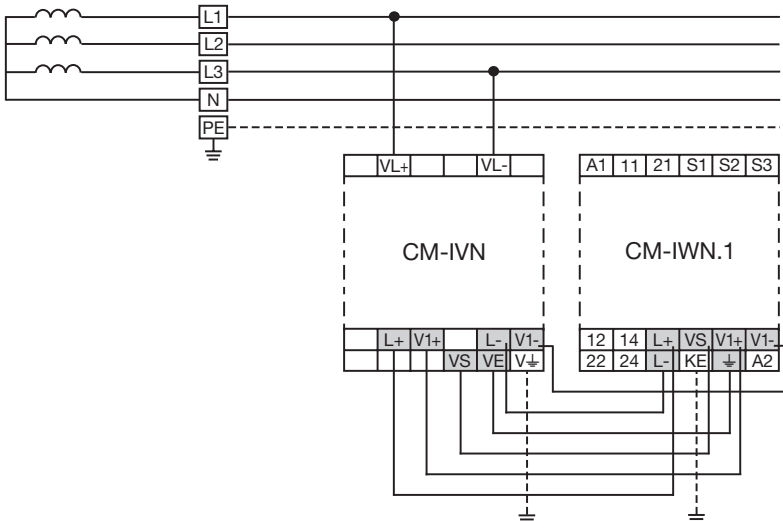 L1
L2
L3
N
PE
VL+ VL-
A1 11 21 S1 S2 S3
CM-IVN
CM-IWN.1
L+ V1+ L- V1-
VS VE V⏚
12 14 L+ VS V1+ V1-
22 24 L- KE ⏚ A2